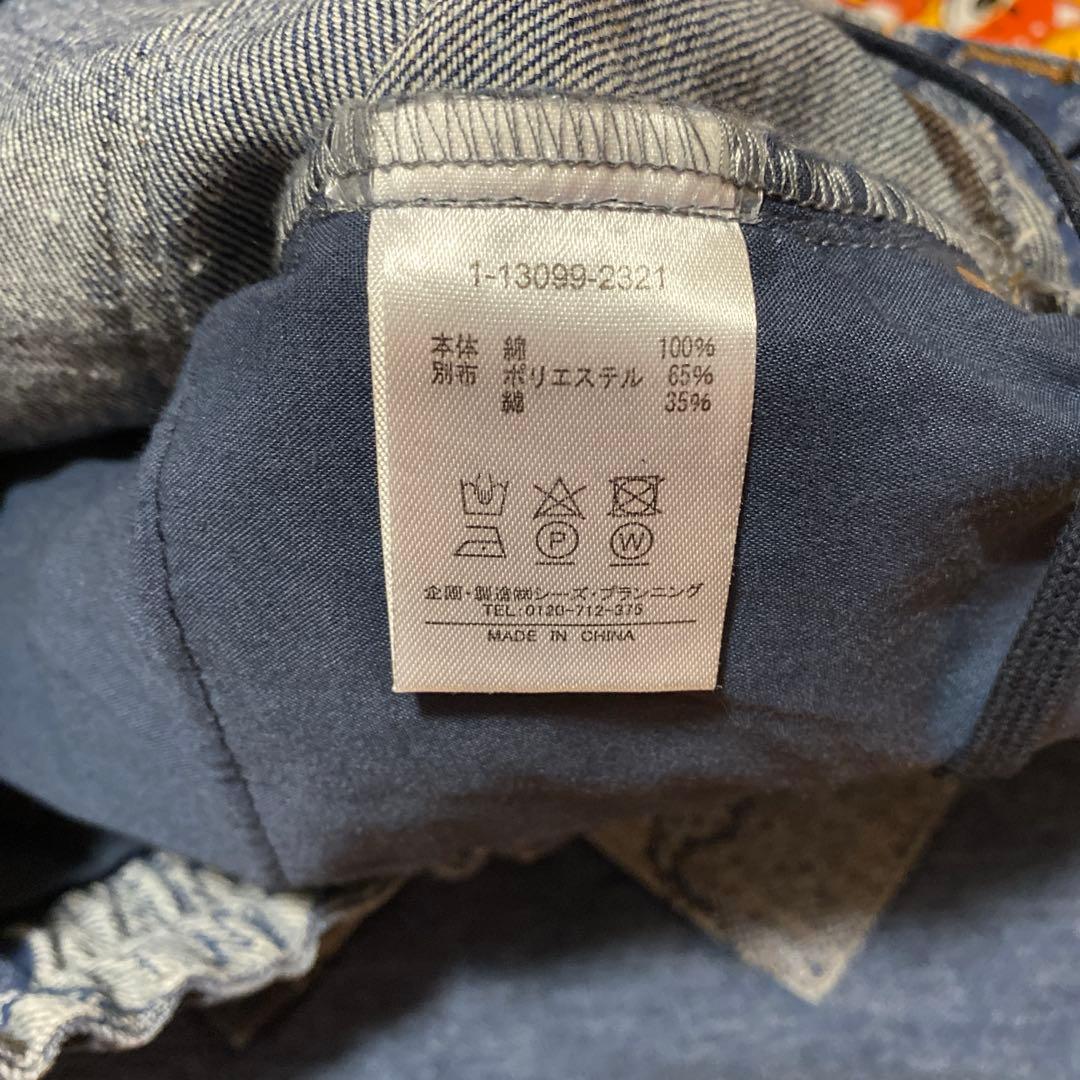 1-13099-2321
本体 綿 100%
別布 ポリエステル 65%
綿 35%
P W
企画・製造㈱シーズ・プランニング
TEL:0120-712-375
MADE IN CHINA